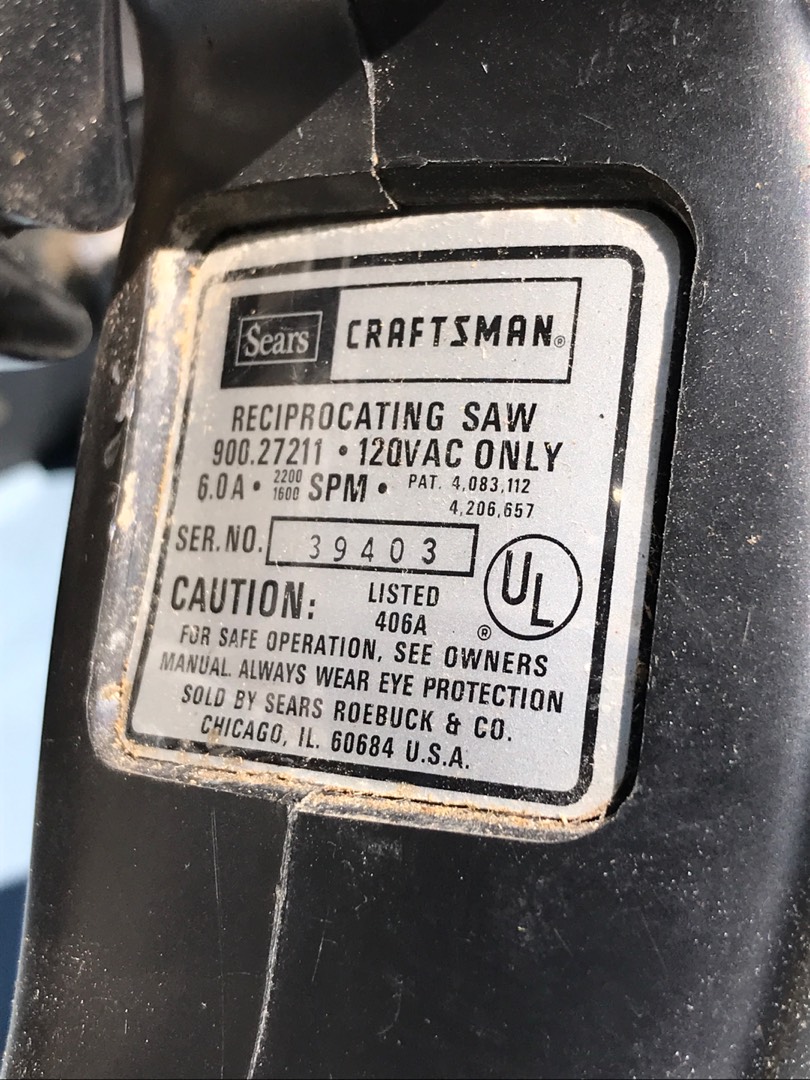 Sears CRAFTSMAN®
RECIPROCATING SAW
900.27211 • 120VAC ONLY
6.0A • 2200 1600 SPM • PAT. 4,083,112
4,206,657
SER. NO. 39403
UL ®
CAUTION: LISTED
406A
FOR SAFE OPERATION, SEE OWNERS
MANUAL. ALWAYS WEAR EYE PROTECTION
SOLD BY SEARS ROEBUCK & CO.
CHICAGO, IL. 60684 U.S.A.